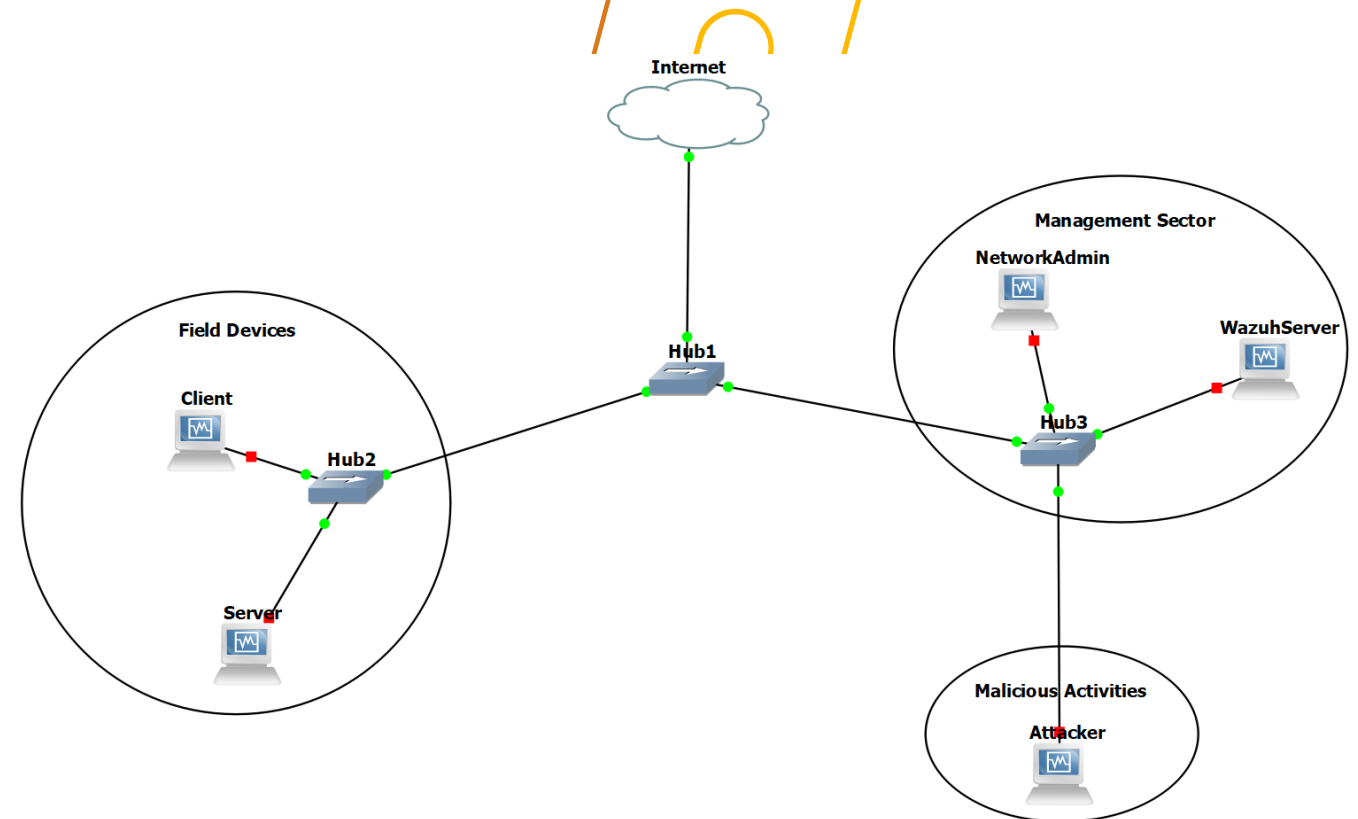 Internet
Management Sector
NetworkAdmin
WazuhServer
Field Devices
Hub1
Client
Hub3
Hub2
Server
Malicious Activities
Attacker